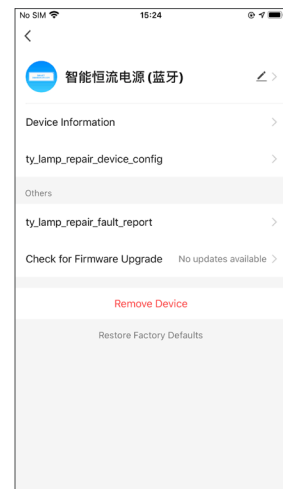 No SIM 15:24
智能恒流电源 (蓝牙)
Device Information
ty_lamp_repair_device_config
Others
ty_lamp_repair_fault_report
Check for Firmware Upgrade No updates available
Remove Device
Restore Factory Defaults